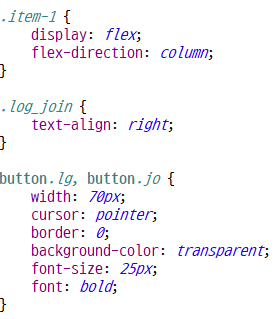 .item-1 {
    display: flex;
    flex-direction: column;
}

.log_join {
    text-align: right;
}

button.lg, button.jo {
    width: 70px;
    cursor: pointer;
    border: 0;
    background-color: transparent;
    font-size: 25px;
    font: bold;
}